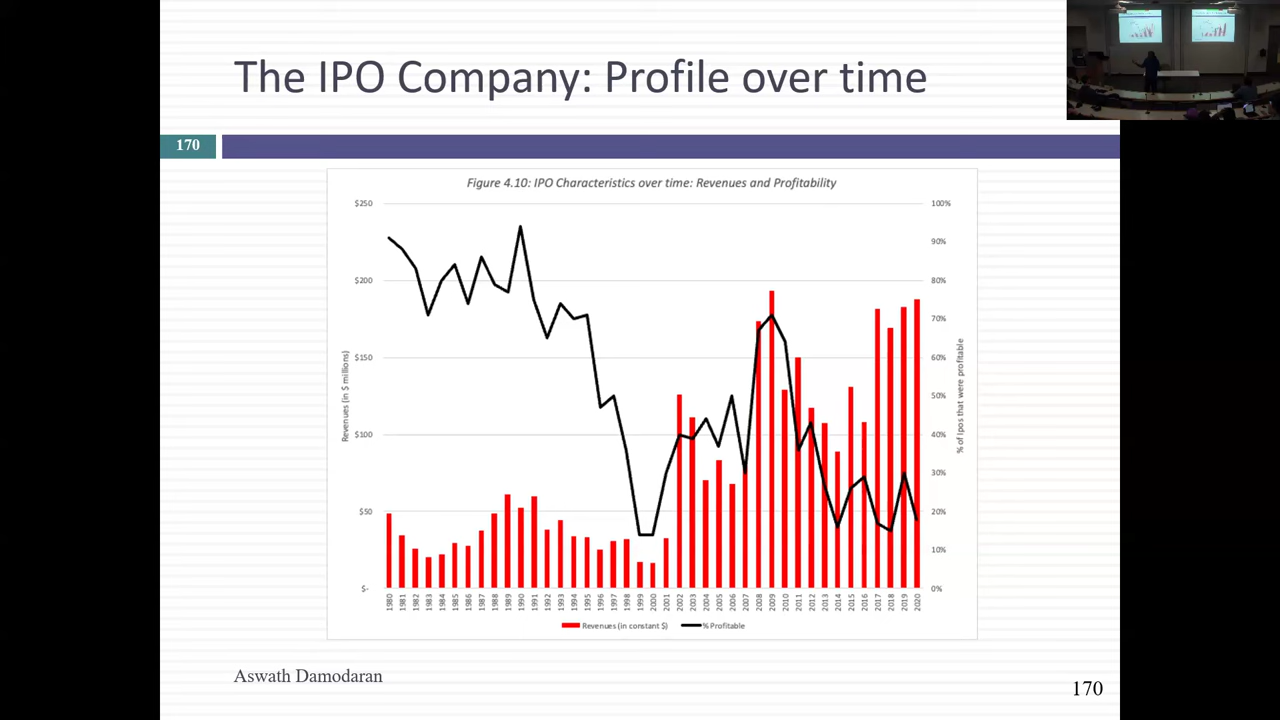 The IPO Company: Profile over time
170
Figure 4.10: IPO Characteristics over time: Revenues and Profitability
$250
$200
$150
$100
$50
$-
Revenues (in $ millions)
100%
90%
80%
70%
60%
50%
40%
30%
20%
10%
0%
% of Ipos that were profitable
1980 1981 1982 1983 1984 1985 1986 1987 1988 1989 1990 1991 1992 1993 1994 1995 1996 1997 1998 1999 2000 2001 2002 2003 2004 2005 2006 2007 2008 2009 2010 2011 2012 2013 2014 2015 2016 2017 2018 2019 2020
Revenues (in constant $) % Profitable
Aswath Damodaran
170